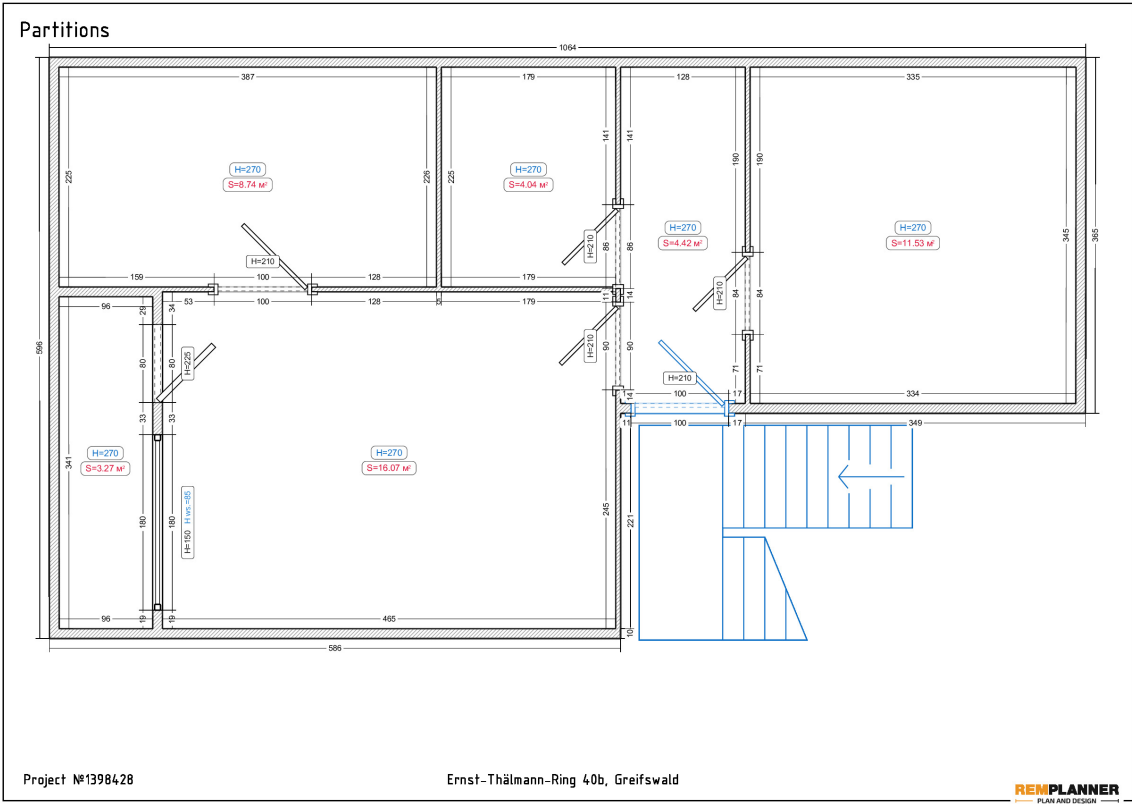 Partitions
1064
387
179
128
335
225
226
225
141
141
190
190
345
365
596
H=270
S=8.74 м²
H=270
S=4.04 м²
H=270
S=4.42 м²
H=270
S=11.53 м²
H=210
H=210
H=210
86
86
84
84
159
100
128
179
53
100
128
5
179
11
14
96
29
34
H=210
90
90
80
80
H=225
71
71
H=210
1
100
17
14
334
11
100
17
349
33
33
341
H=270
S=3.27 м²
H=270
S=16.07 м²
180
180
H=150 H ws.=85
245
221
96
19
19
465
10
586
Project №1398428
Ernst-Thälmann-Ring 40b, Greifswald
REMPLANNER
PLAN AND DESIGN